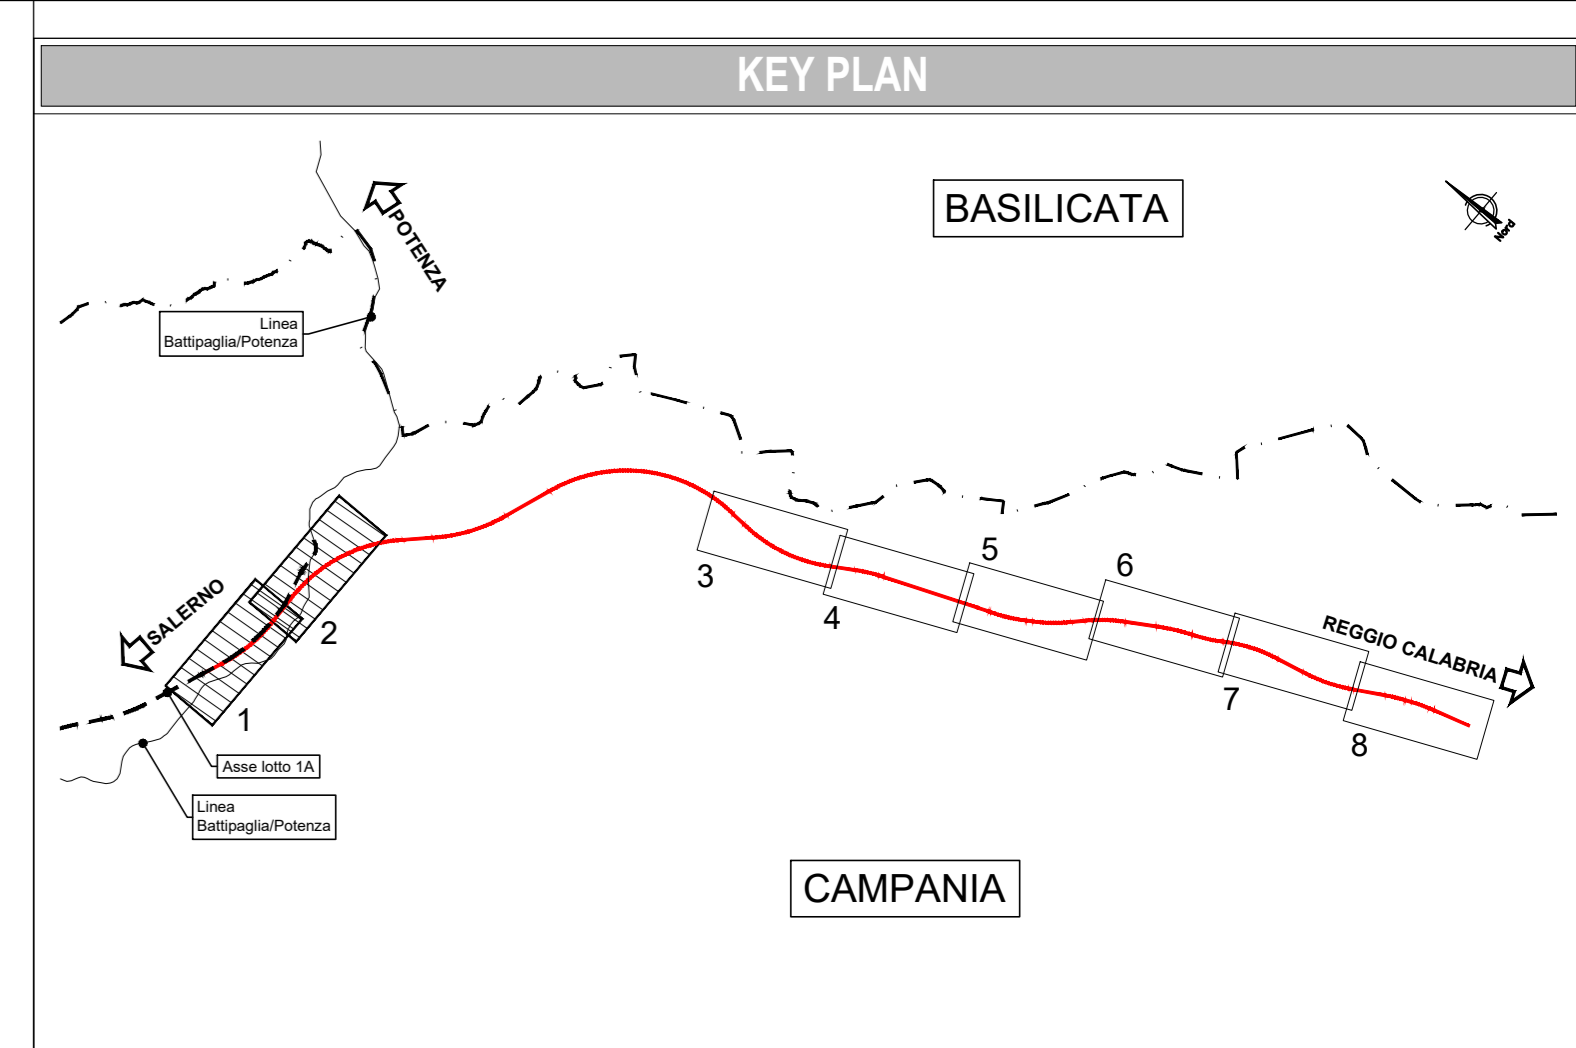 KEY PLAN
BASILICATA
Nord
POTENZA
Linea
Battipaglia/Potenza
5
6
3
SALERNO
4
2
REGGIO CALABRIA
7
1
8
Asse lotto 1A
Linea
Battipaglia/Potenza
CAMPANIA